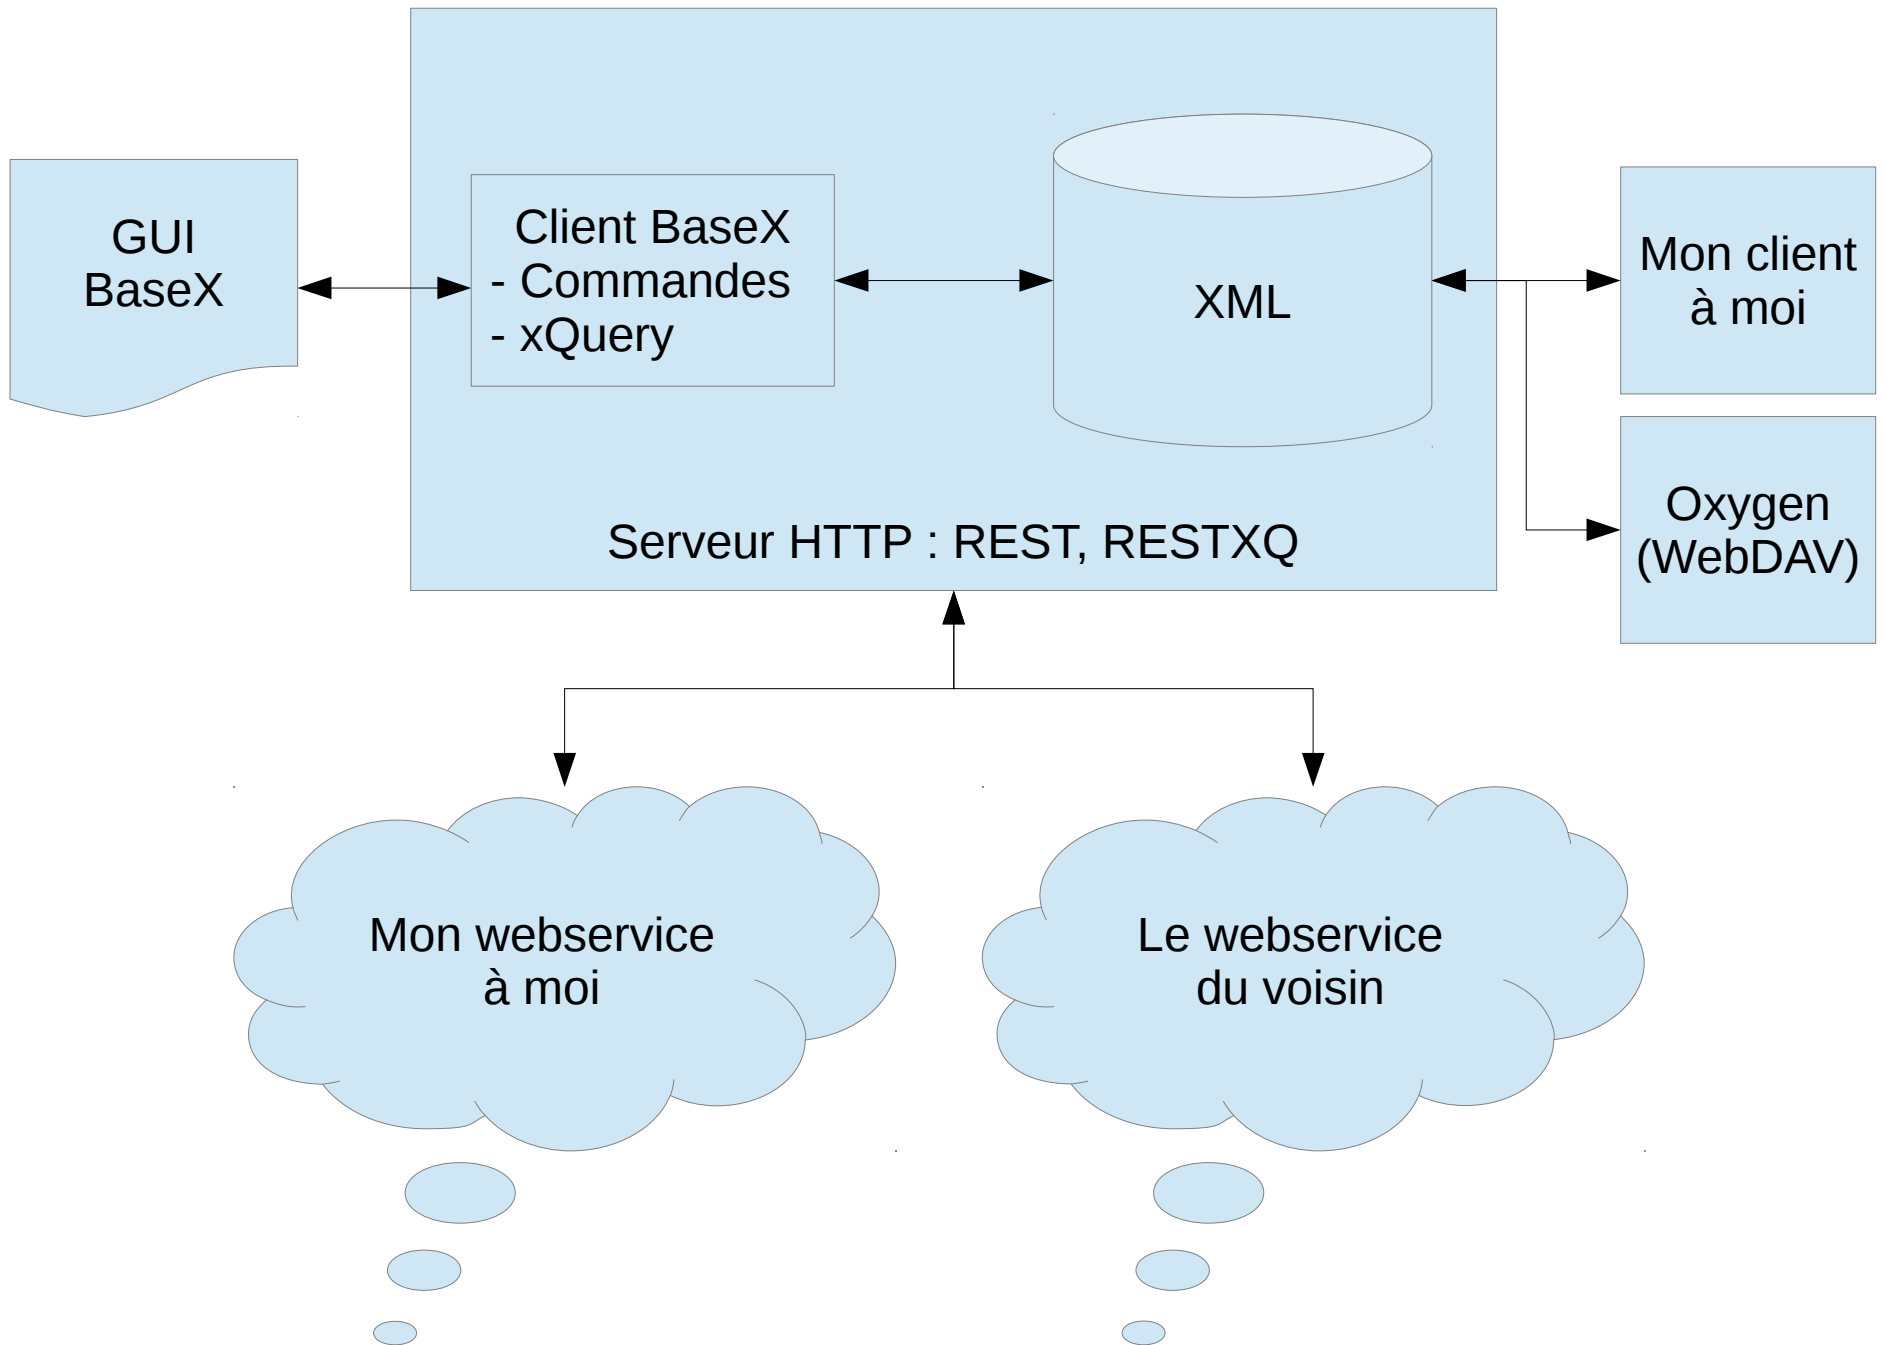 GUI
BaseX
Client BaseX
- Commandes
- xQuery
XML
Mon client
à moi
Oxygen
(WebDAV)
Serveur HTTP : REST, RESTXQ
Mon webservice
à moi
Le webservice
du voisin